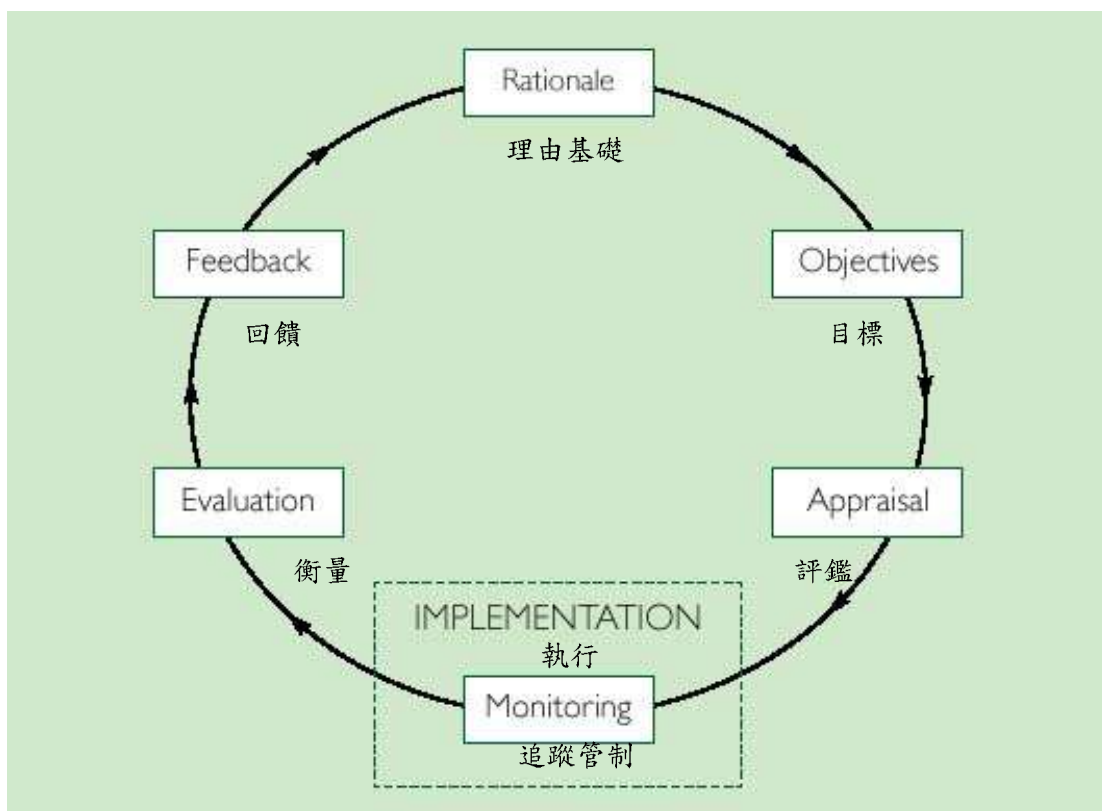 Rationale
理由基礎
Objectives
目標
Appraisal
評鑑
IMPLEMENTATION
執行
Monitoring
追蹤管制
Evaluation
衡量
Feedback
回饋